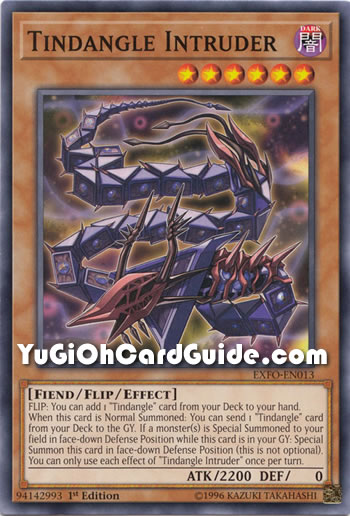 Tindangle Intruder
DARK
闇
YuGiOhCardGuide.com
EXFO-EN013
[Fiend/Flip/Effect]
FLIP: You can add 1 "Tindangle" card from your Deck to your hand.
When this card is Normal Summoned: You can send 1 "Tindangle" card
from your Deck to the GY. If a monster(s) is Special Summoned to your
field in face-down Defense Position while this card is in your GY: Special
Summon this card in face-down Defense Position (this is not optional). You
can only use each effect of "Tindangle Intruder" once per turn.
ATK/2200 DEF/ 0
94142993 1st Edition ©1996 KAZUKI TAKAHASHI